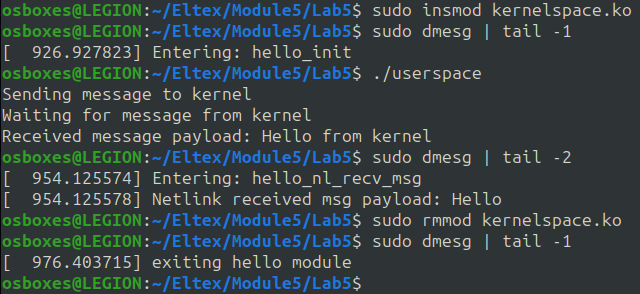 osboxes@LEGION:~/Eltex/Module5/Lab5$ sudo insmod kernelspace.ko
osboxes@LEGION:~/Eltex/Module5/Lab5$ sudo dmesg | tail -1
[  926.927823] Entering: hello_init
osboxes@LEGION:~/Eltex/Module5/Lab5$ ./userspace
Sending message to kernel
Waiting for message from kernel
Received message payload: Hello from kernel
osboxes@LEGION:~/Eltex/Module5/Lab5$ sudo dmesg | tail -2
[  954.125574] Entering: hello_nl_recv_msg
[  954.125578] Netlink received msg payload: Hello
osboxes@LEGION:~/Eltex/Module5/Lab5$ sudo rmmod kernelspace.ko
osboxes@LEGION:~/Eltex/Module5/Lab5$ sudo dmesg | tail -1
[  976.403715] exiting hello module
osboxes@LEGION:~/Eltex/Module5/Lab5$